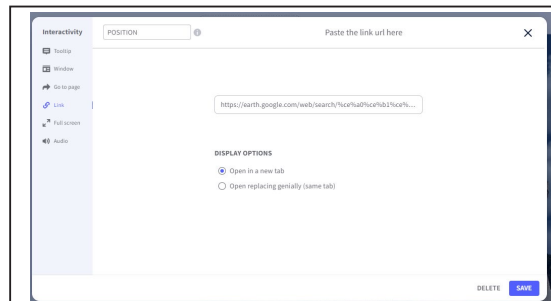 Interactivity
POSITION
Paste the link url here
Tooltip
Window
Go to page
Link
Full screen
Audio
https://earth.google.com/web/search/%ce%a0%ce%b1%ce%...
DISPLAY OPTIONS
Open in a new tab
Open replacing genially (same tab)
DELETE
SAVE